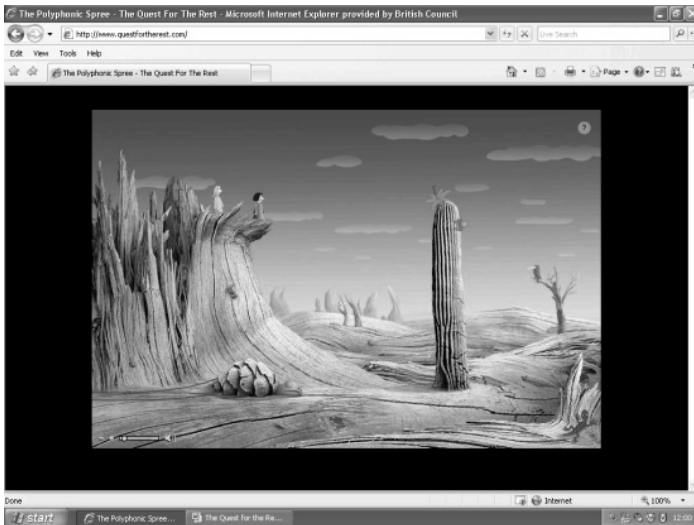 The Polyphonic Spree - The Quest For The Rest - Microsoft Internet Explorer provided by British Council
http://www.questfortherest.com/
Live Search
Edit View Tools Help
The Polyphonic Spree - The Quest For The Rest
Page
?
Done
Internet
100%
start
The Polyphonic Spree...
The Quest for the Re...
12:00